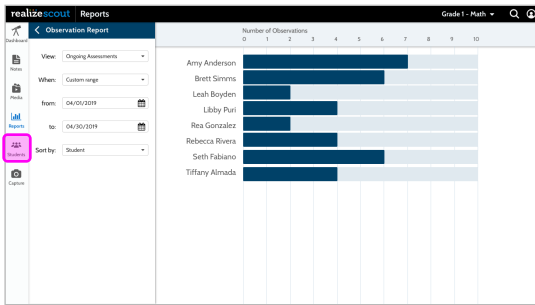 realizescout Reports Grade 1 - Math
Dashboard
Notes
Media
Reports
Students
Capture
Observation Report
View: Ongoing Assessments
When: Custom range
from: 04/01/2019
to: 04/30/2019
Sort by: Student
Number of Observations
0 1 2 3 4 5 6 7 8 9 10
Amy Anderson
Brett Simms
Leah Boyden
Libby Puri
Rea Gonzalez
Rebecca Rivera
Seth Fabiano
Tiffany Almada